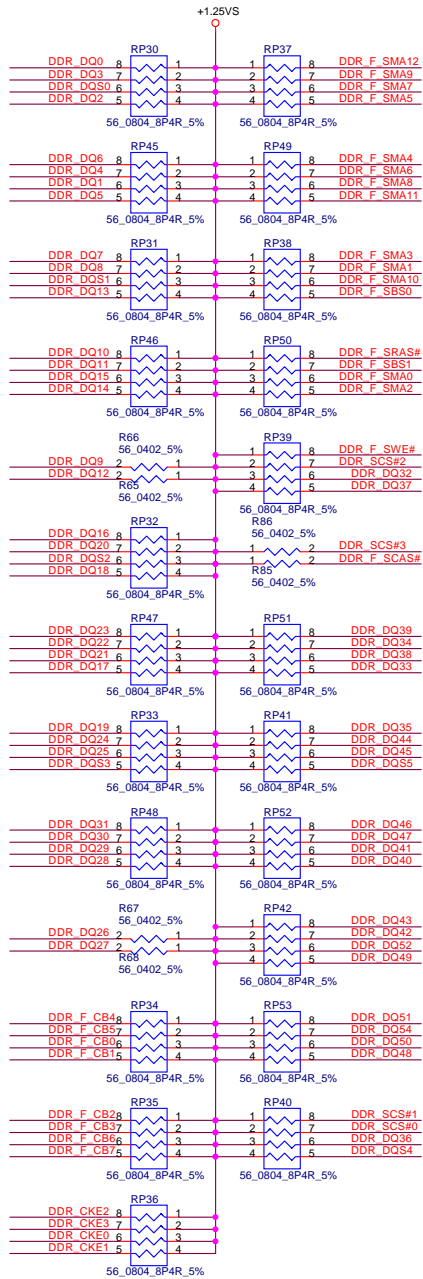 +1.25VS
RP30
DDR_DQ0 8 1
DDR_DQ3 7 2
DDR_DQS0 6 3
DDR_DQ2 5 4
56_0804_8P4R_5%
RP37
1 8 DDR_F_SMA12
2 7 DDR_F_SMA9
3 6 DDR_F_SMA7
4 5 DDR_F_SMA5
56_0804_8P4R_5%
RP45
DDR_DQ6 8 1
DDR_DQ4 7 2
DDR_DQ1 6 3
DDR_DQ5 5 4
56_0804_8P4R_5%
RP49
1 8 DDR_F_SMA4
2 7 DDR_F_SMA6
3 6 DDR_F_SMA8
4 5 DDR_F_SMA11
56_0804_8P4R_5%
RP31
DDR_DQ7 8 1
DDR_DQ8 7 2
DDR_DQS1 6 3
DDR_DQ13 5 4
56_0804_8P4R_5%
RP38
1 8 DDR_F_SMA3
2 7 DDR_F_SMA1
3 6 DDR_F_SMA10
4 5 DDR_F_SBS0
56_0804_8P4R_5%
RP46
DDR_DQ10 8 1
DDR_DQ11 7 2
DDR_DQ15 6 3
DDR_DQ14 5 4
56_0804_8P4R_5%
RP50
1 8 DDR_F_SRAS#
2 7 DDR_F_SBS1
3 6 DDR_F_SMA0
4 5 DDR_F_SMA2
56_0804_8P4R_5%
R66
56_0402_5%
DDR_DQ9 2 1
DDR_DQ12 2 1
R65
56_0402_5%
RP39
1 8 DDR_F_SWE#
2 7 DDR_SCS#2
3 6 DDR_DQ32
4 5 DDR_DQ37
56_0804_8P4R_5%
RP32
DDR_DQ16 8 1
DDR_DQ20 7 2
DDR_DQS2 6 3
DDR_DQ18 5 4
56_0804_8P4R_5%
R86
56_0402_5%
1 2 DDR_SCS#3
1 2 DDR_F_SCAS#
R85
56_0402_5%
RP47
DDR_DQ23 8 1
DDR_DQ22 7 2
DDR_DQ21 6 3
DDR_DQ17 5 4
56_0804_8P4R_5%
RP51
1 8 DDR_DQ39
2 7 DDR_DQ34
3 6 DDR_DQ38
4 5 DDR_DQ33
56_0804_8P4R_5%
RP33
DDR_DQ19 8 1
DDR_DQ24 7 2
DDR_DQ25 6 3
DDR_DQS3 5 4
56_0804_8P4R_5%
RP41
1 8 DDR_DQ35
2 7 DDR_DQ44
3 6 DDR_DQ45
4 5 DDR_DQS5
56_0804_8P4R_5%
RP48
DDR_DQ31 8 1
DDR_DQ30 7 2
DDR_DQ29 6 3
DDR_DQ28 5 4
56_0804_8P4R_5%
RP52
1 8 DDR_DQ46
2 7 DDR_DQ47
3 6 DDR_DQ41
4 5 DDR_DQ40
56_0804_8P4R_5%
R67
56_0402_5%
DDR_DQ26 2 1
DDR_DQ27 2 1
R68
56_0402_5%
RP42
1 8 DDR_DQ43
2 7 DDR_DQ42
3 6 DDR_DQ52
4 5 DDR_DQ49
56_0804_8P4R_5%
RP34
DDR_F_CB4 8 1
DDR_F_CB5 7 2
DDR_F_CB0 6 3
DDR_F_CB1 5 4
56_0804_8P4R_5%
RP53
1 8 DDR_DQ51
2 7 DDR_DQ54
3 6 DDR_DQ50
4 5 DDR_DQ48
56_0804_8P4R_5%
RP35
DDR_F_CB2 8 1
DDR_F_CB3 7 2
DDR_F_CB6 6 3
DDR_F_CB7 5 4
56_0804_8P4R_5%
RP40
1 8 DDR_SCS#1
2 7 DDR_SCS#0
3 6 DDR_DQ36
4 5 DDR_DQS4
56_0804_8P4R_5%
RP36
DDR_CKE2 8 1
DDR_CKE3 7 2
DDR_CKE0 6 3
DDR_CKE1 5 4
56_0804_8P4R_5%